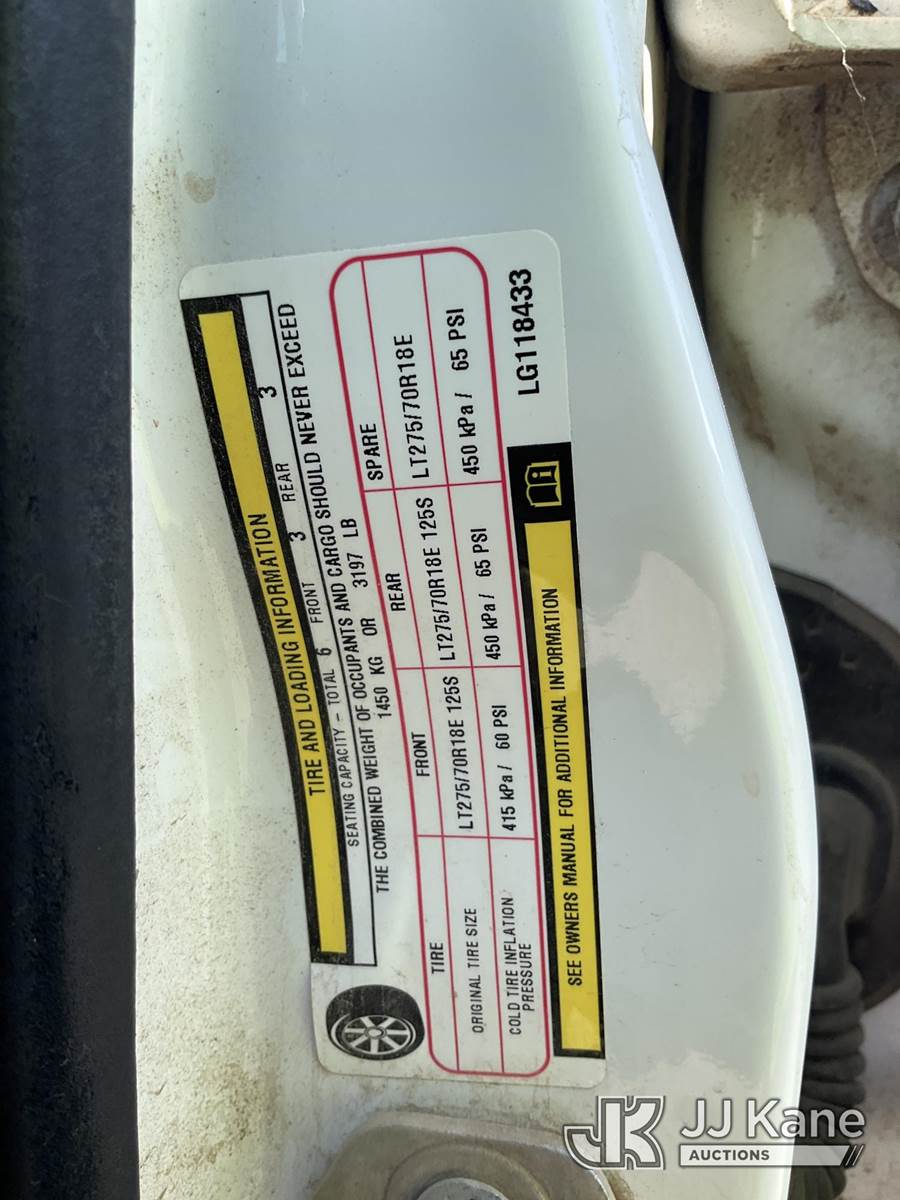 TIRE AND LOADING INFORMATION
SEATING CAPACITY – TOTAL 6 FRONT 3 REAR 3
THE COMBINED WEIGHT OF OCCUPANTS AND CARGO SHOULD NEVER EXCEED
1450 KG OR 3197 LB
TIRE FRONT REAR SPARE
ORIGINAL TIRE SIZE LT275/70R18E 125S LT275/70R18E 125S LT275/70R18E
COLD TIRE INFLATION PRESSURE 415 kPa / 60 PSI 450 kPa / 65 PSI 450 kPa / 65 PSI
SEE OWNERS MANUAL FOR ADDITIONAL INFORMATION
LG118433
JK JJ Kane
AUCTIONS